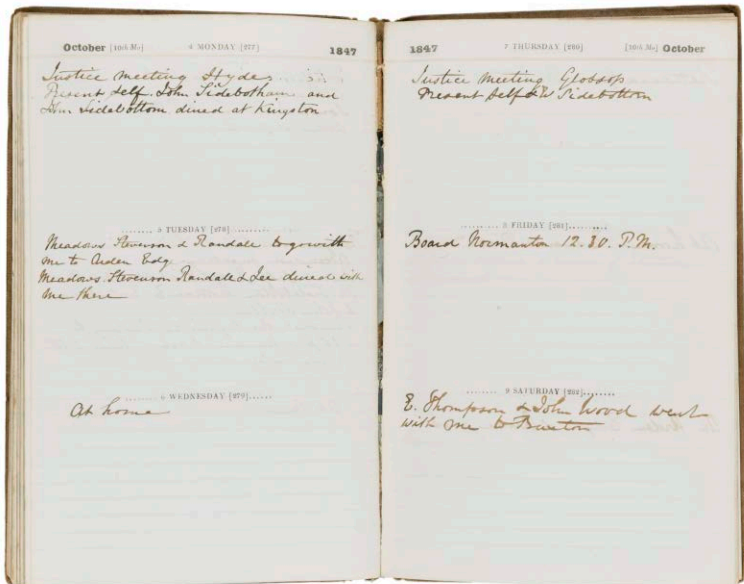 October [10th Mo] 4 MONDAY [277] 1847
Justice meeting Hyde
Present Self John Sidebotham and
Wm. Sidebottom dined at Kingston
5 TUESDAY [278]
Meadows Stevenson & Randale to go with
me to Arden Edg
Meadows Stevenson Randale & Lee dined with
me there
6 WEDNESDAY [279]
At home
1847 7 THURSDAY [280] [10th Mo] October
Justice Meeting Glossop
Present Self & W Sidebottom
8 FRIDAY [281]
Board Normanton 12.30. P.M.
9 SATURDAY [282]
E. Thompson & John Wood went
with me to Buxton